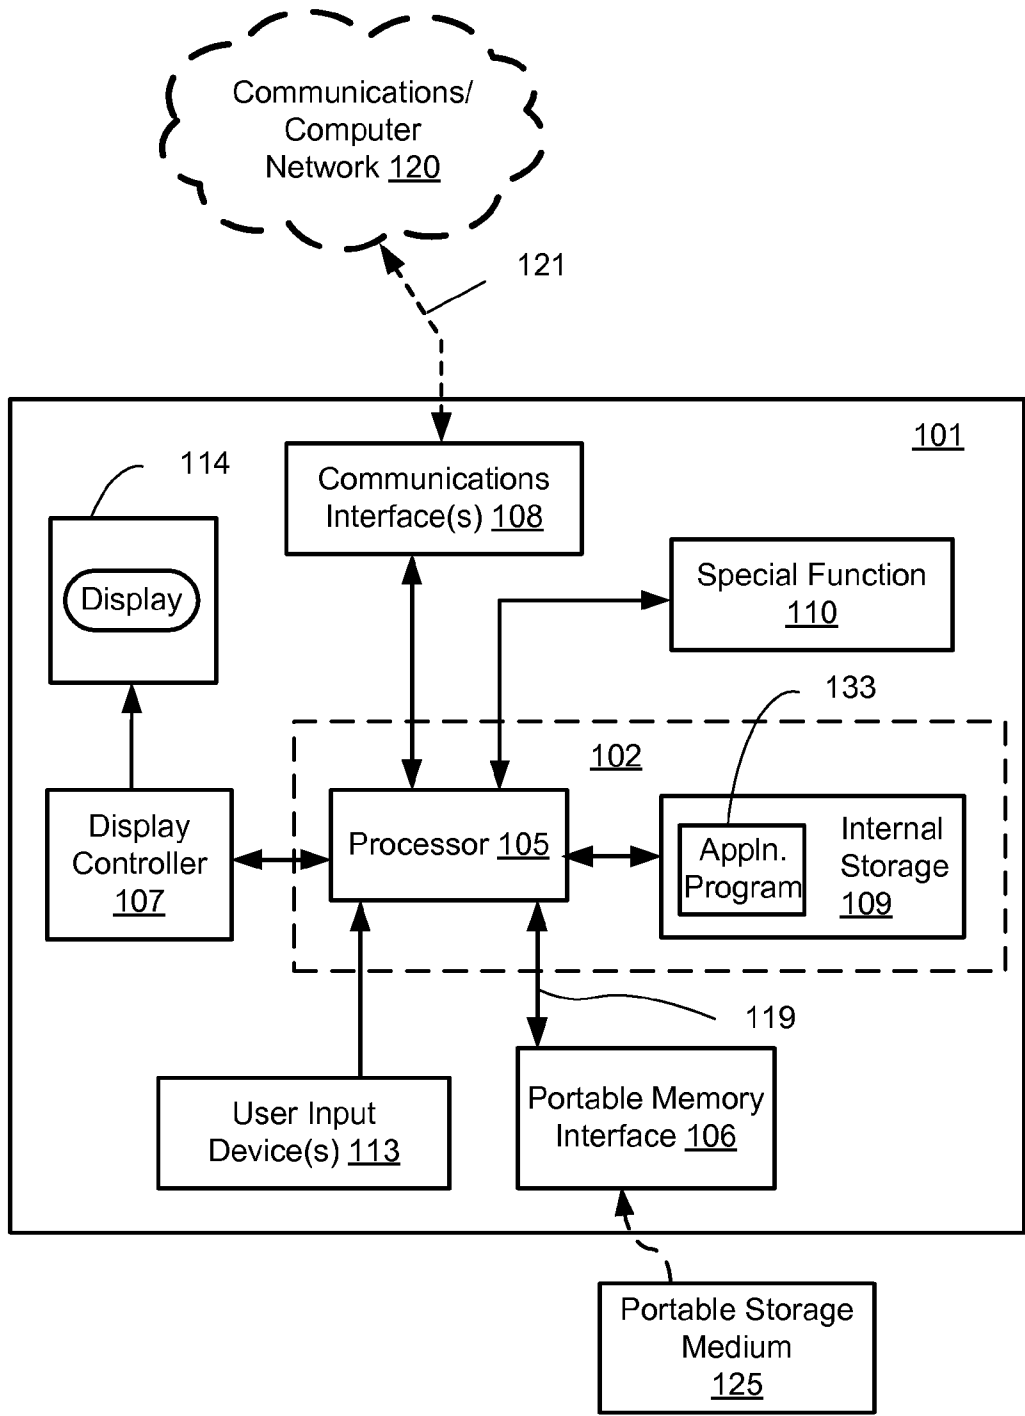 Communications/
Computer
Network 120
121
101
114
Communications
Interface(s) 108
Display
Special Function
110
133
102
Display
Controller
107
Processor 105
Appln.
Program
Internal
Storage
109
119
User Input
Device(s) 113
Portable Memory
Interface 106
Portable Storage
Medium
125